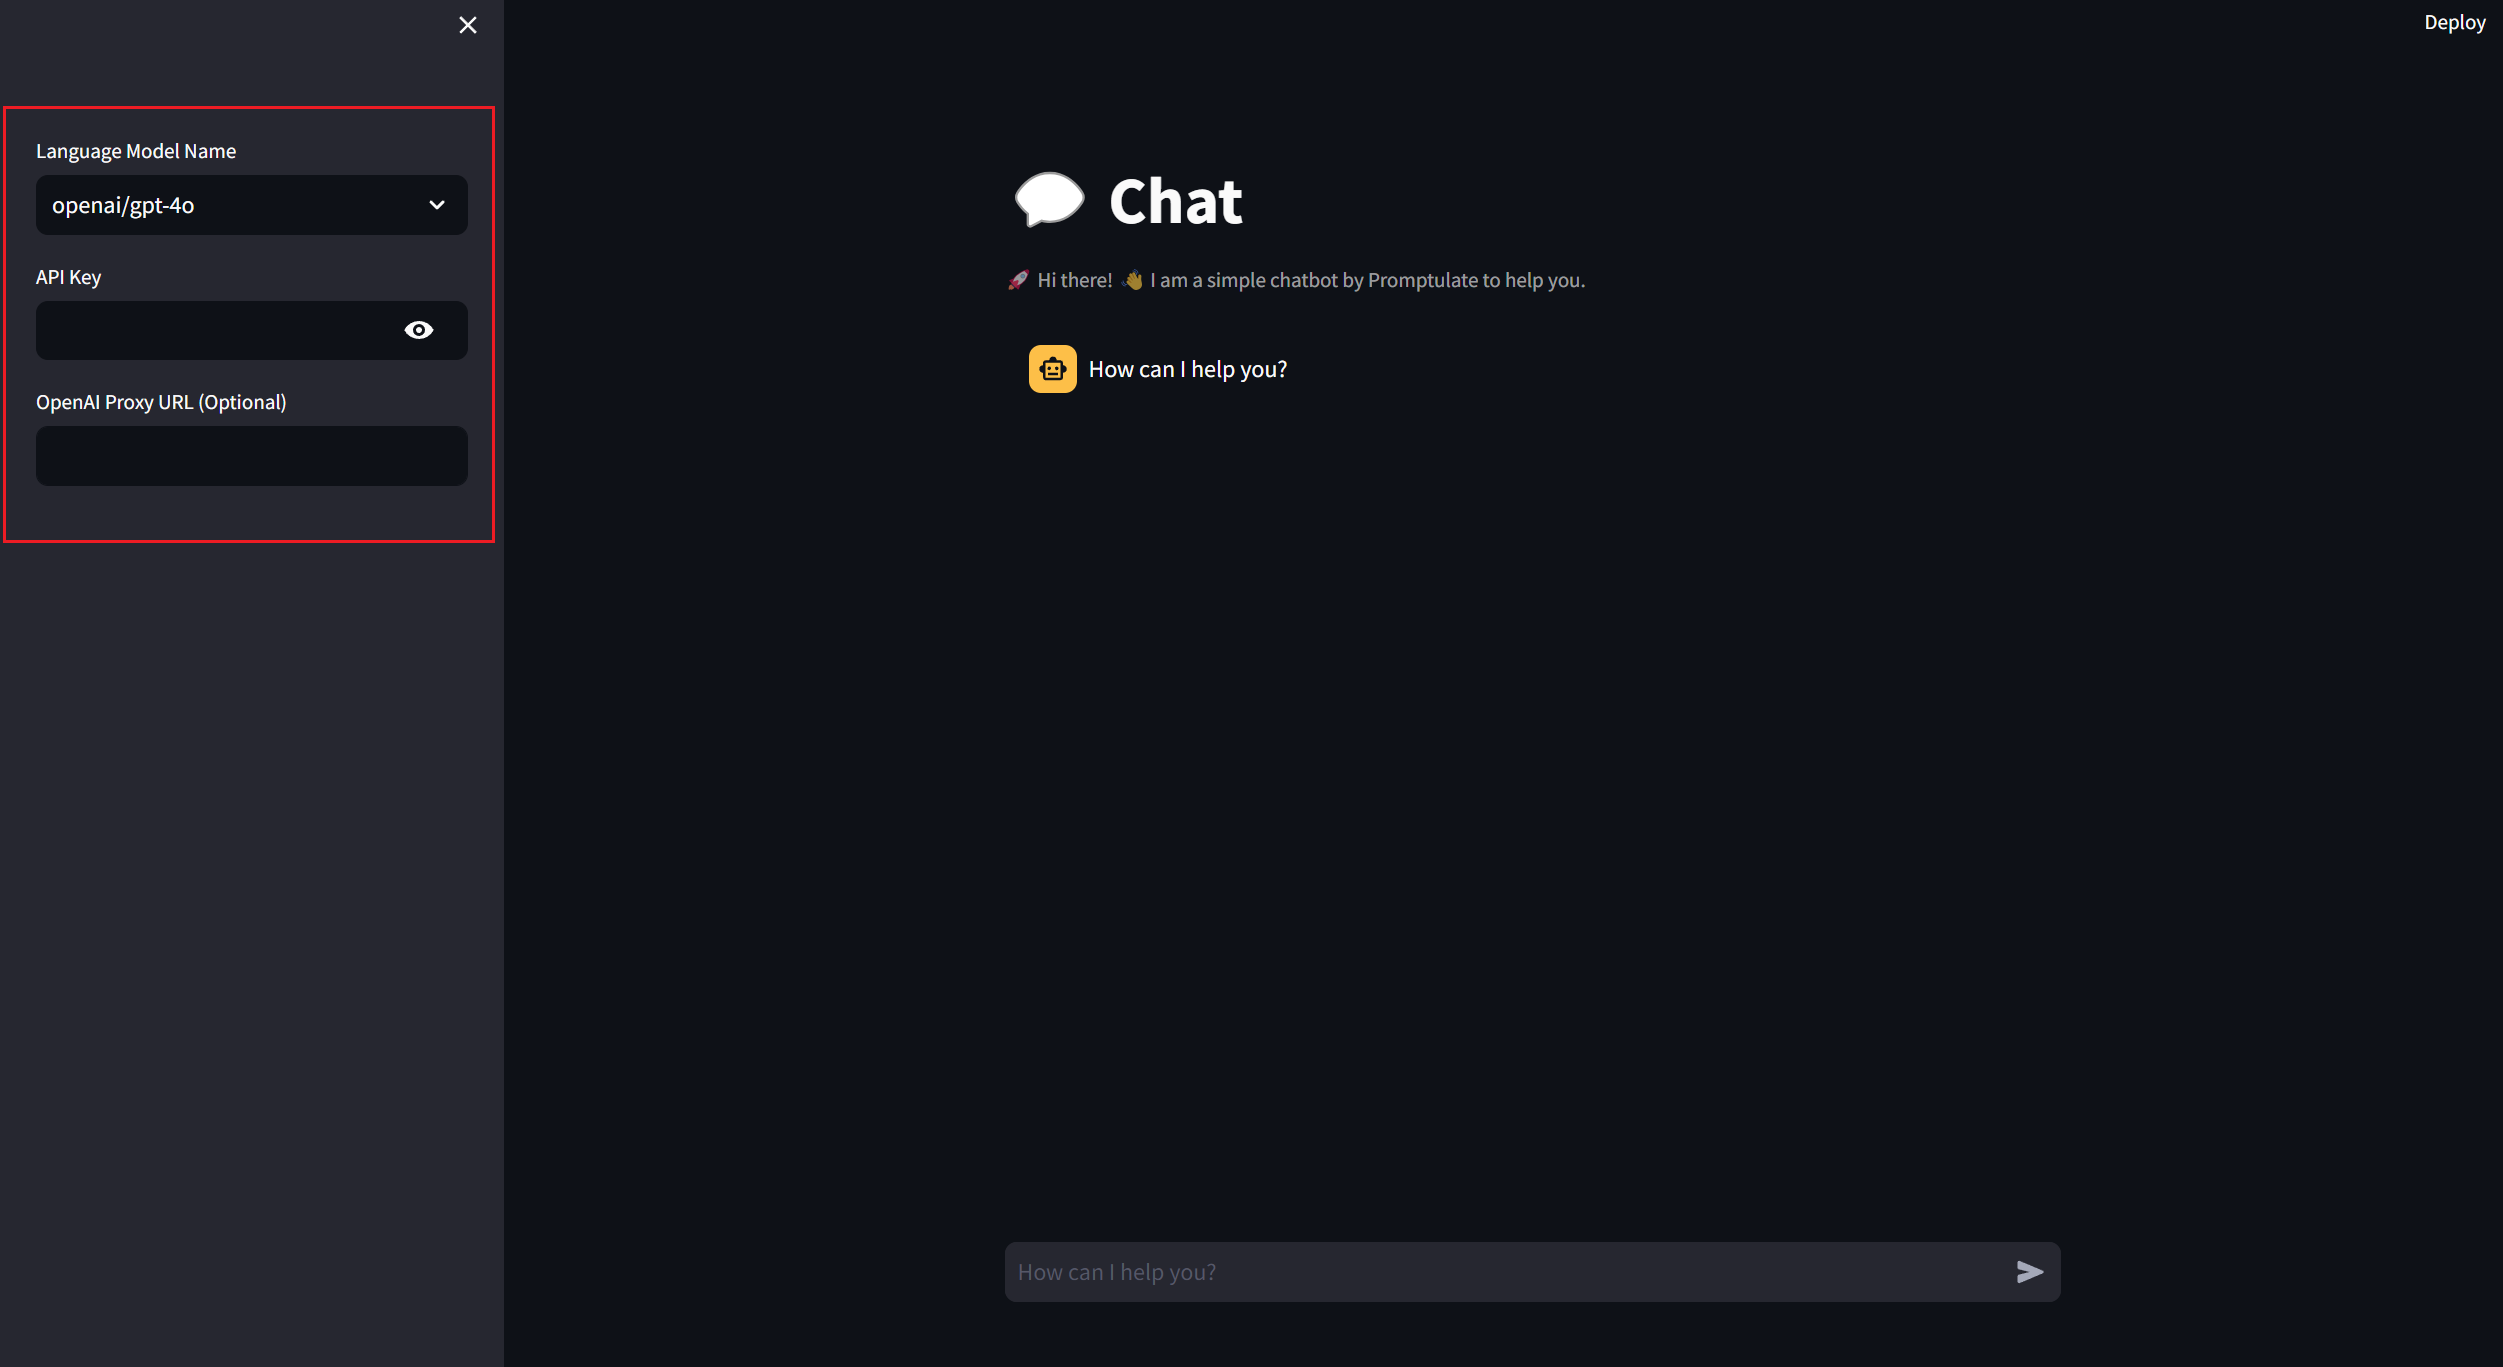 Deploy
Language Model Name
openai/gpt-4o
API Key
OpenAI Proxy URL (Optional)
Chat
🚀 Hi there! 👋 I am a simple chatbot by Promptulate to help you.
How can I help you?
How can I help you?